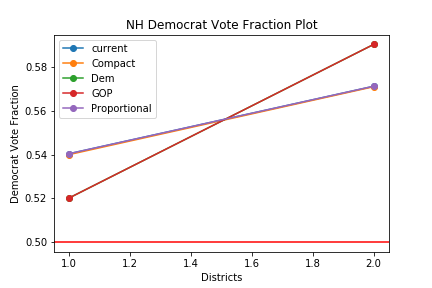 NH Democrat Vote Fraction Plot
current
Compact
Dem
GOP
Proportional
Democrat Vote Fraction
0.58
0.56
0.54
0.52
0.50
1.0 1.2 1.4 1.6 1.8 2.0
Districts